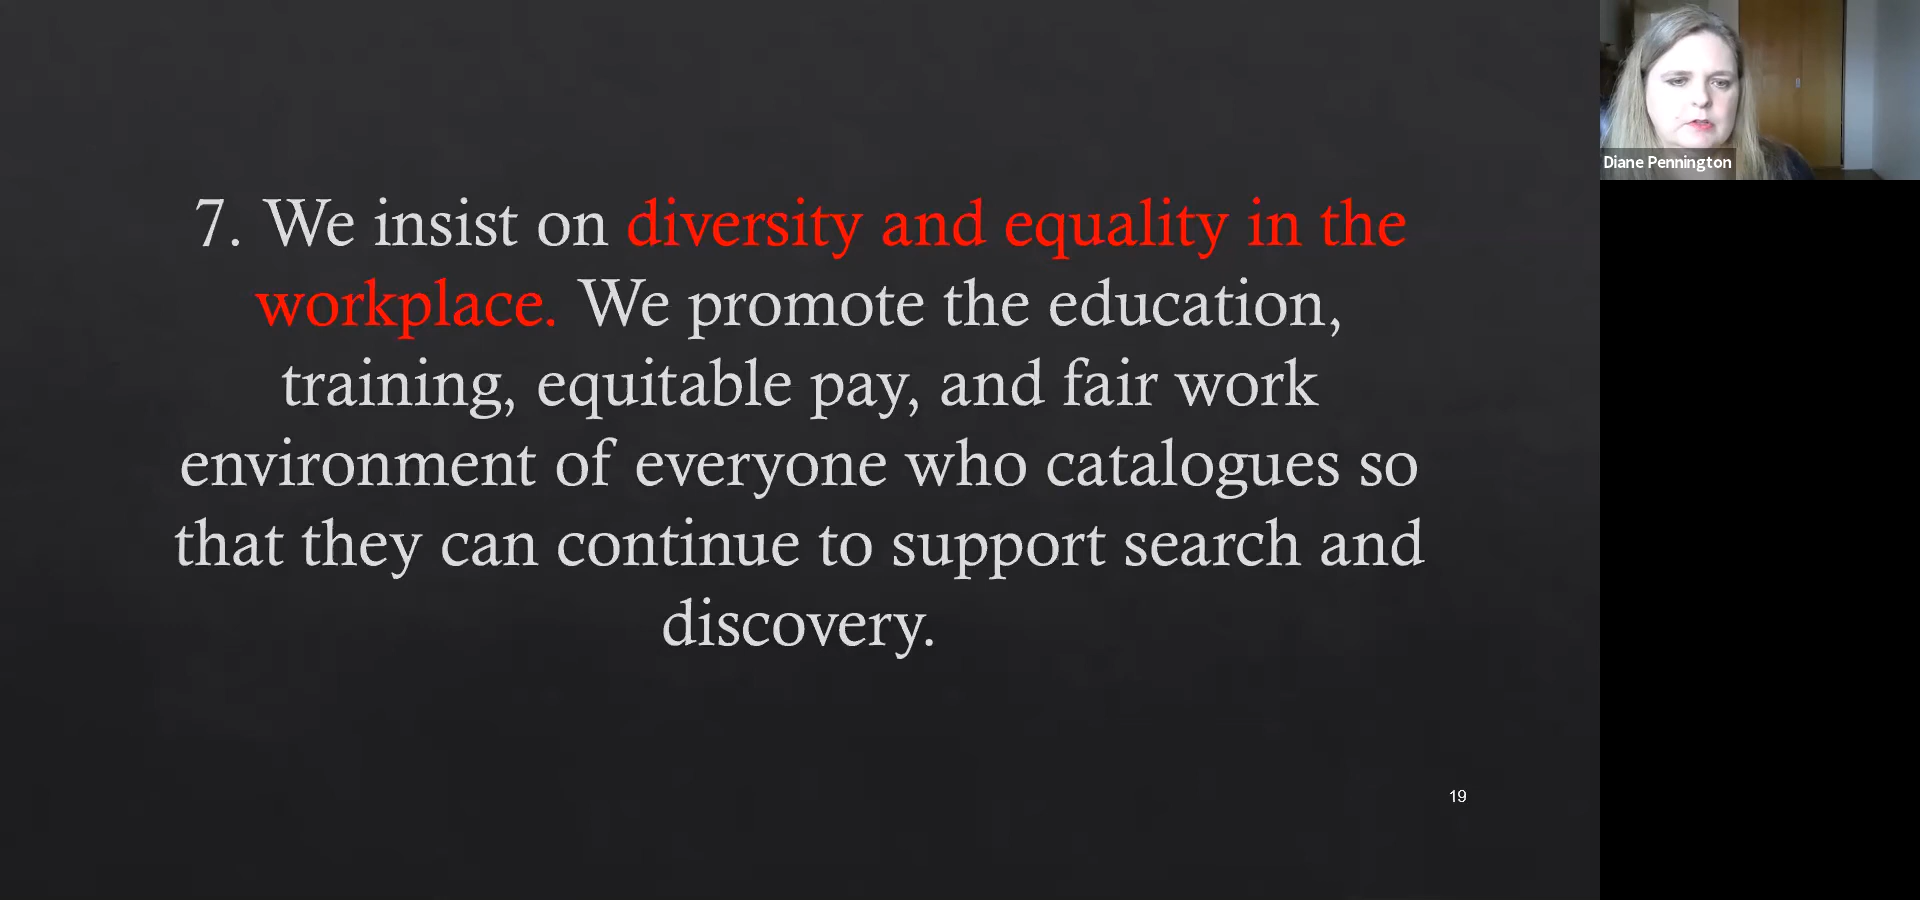 7. We insist on diversity and equality in the
workplace. We promote the education,
training, equitable pay, and fair work
environment of everyone who catalogues so
that they can continue to support search and
discovery.
19
Diane Pennington